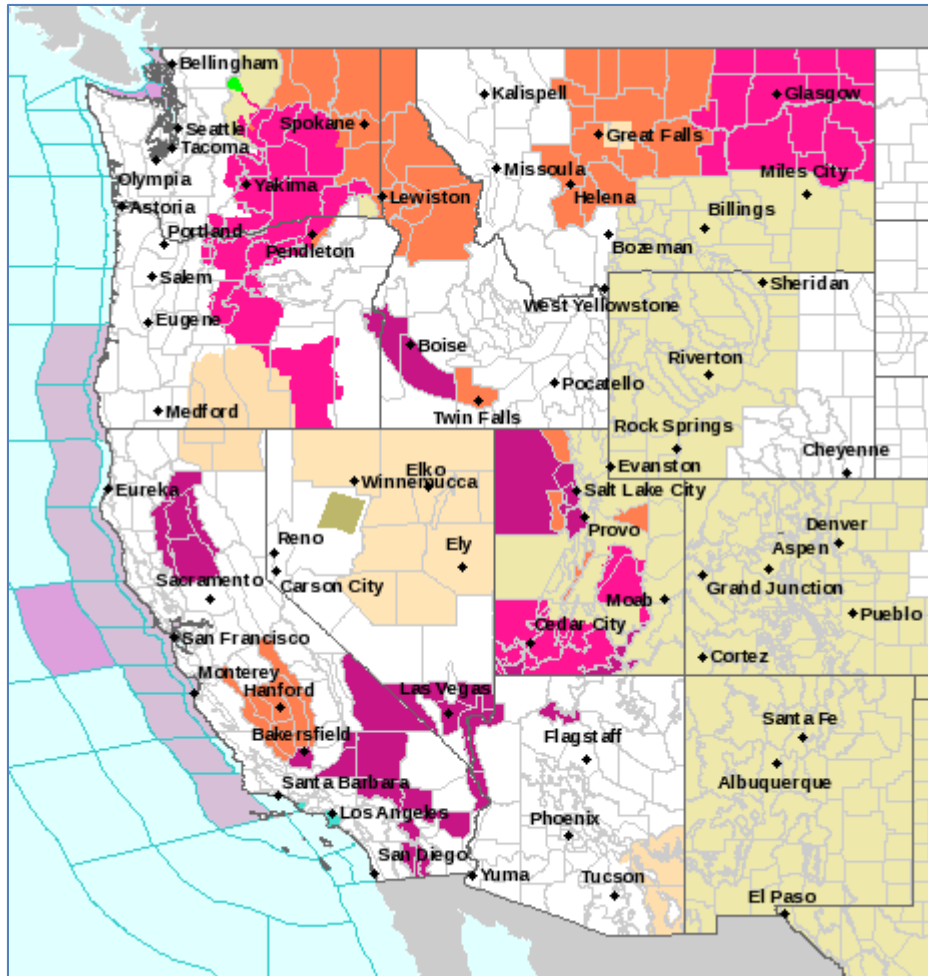 Bellingham
Kalispell
Glasgow
Seattle
Spokane
Great Falls
Tacoma
Missoula
Miles City
Olympia
Yakima
Lewiston
Helena
Astoria
Billings
Portland
Pendleton
Bozeman
Salem
Sheridan
West Yellowstone
Eugene
Boise
Riverton
Pocatello
Medford
Twin Falls
Rock Springs
Cheyenne
Elko
Evanston
Winnemucca
Eureka
Salt Lake City
Provo
Denver
Reno
Ely
Aspen
Sacramento
Carson City
Grand Junction
Moab
Pueblo
Cedar City
San Francisco
Cortez
Monterey
Hanford
Las Vegas
Santa Fe
Bakersfield
Flagstaff
Albuquerque
Santa Barbara
Los Angeles
Phoenix
San Diego
Yuma
Tucson
El Paso